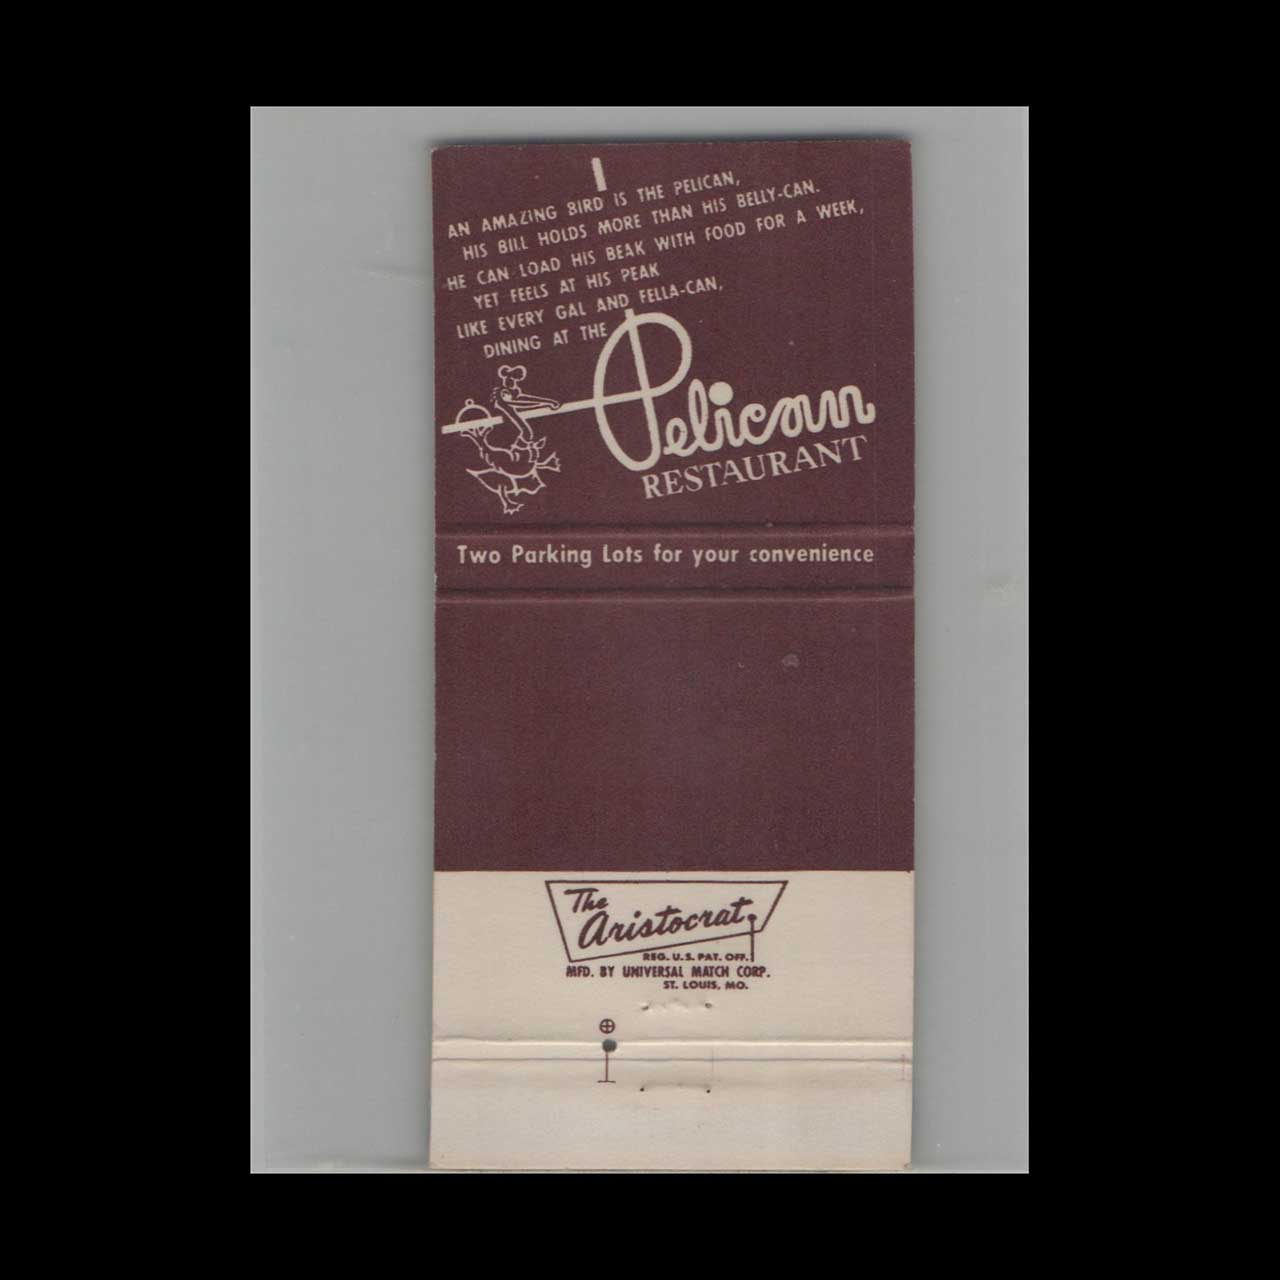 AN AMAZING BIRD IS THE PELICAN,
HIS BILL HOLDS MORE THAN HIS BELLY-CAN.
HE CAN LOAD HIS BEAK WITH FOOD FOR A WEEK,
YET FEELS AT HIS PEAK
LIKE EVERY GAL AND FELLA-CAN,
DINING AT THE
Pelican
RESTAURANT
Two Parking Lots for your convenience
The
Aristocrat
REG. U.S. PAT. OFF.
MFD. BY UNIVERSAL MATCH CORP.
ST. LOUIS, MO.